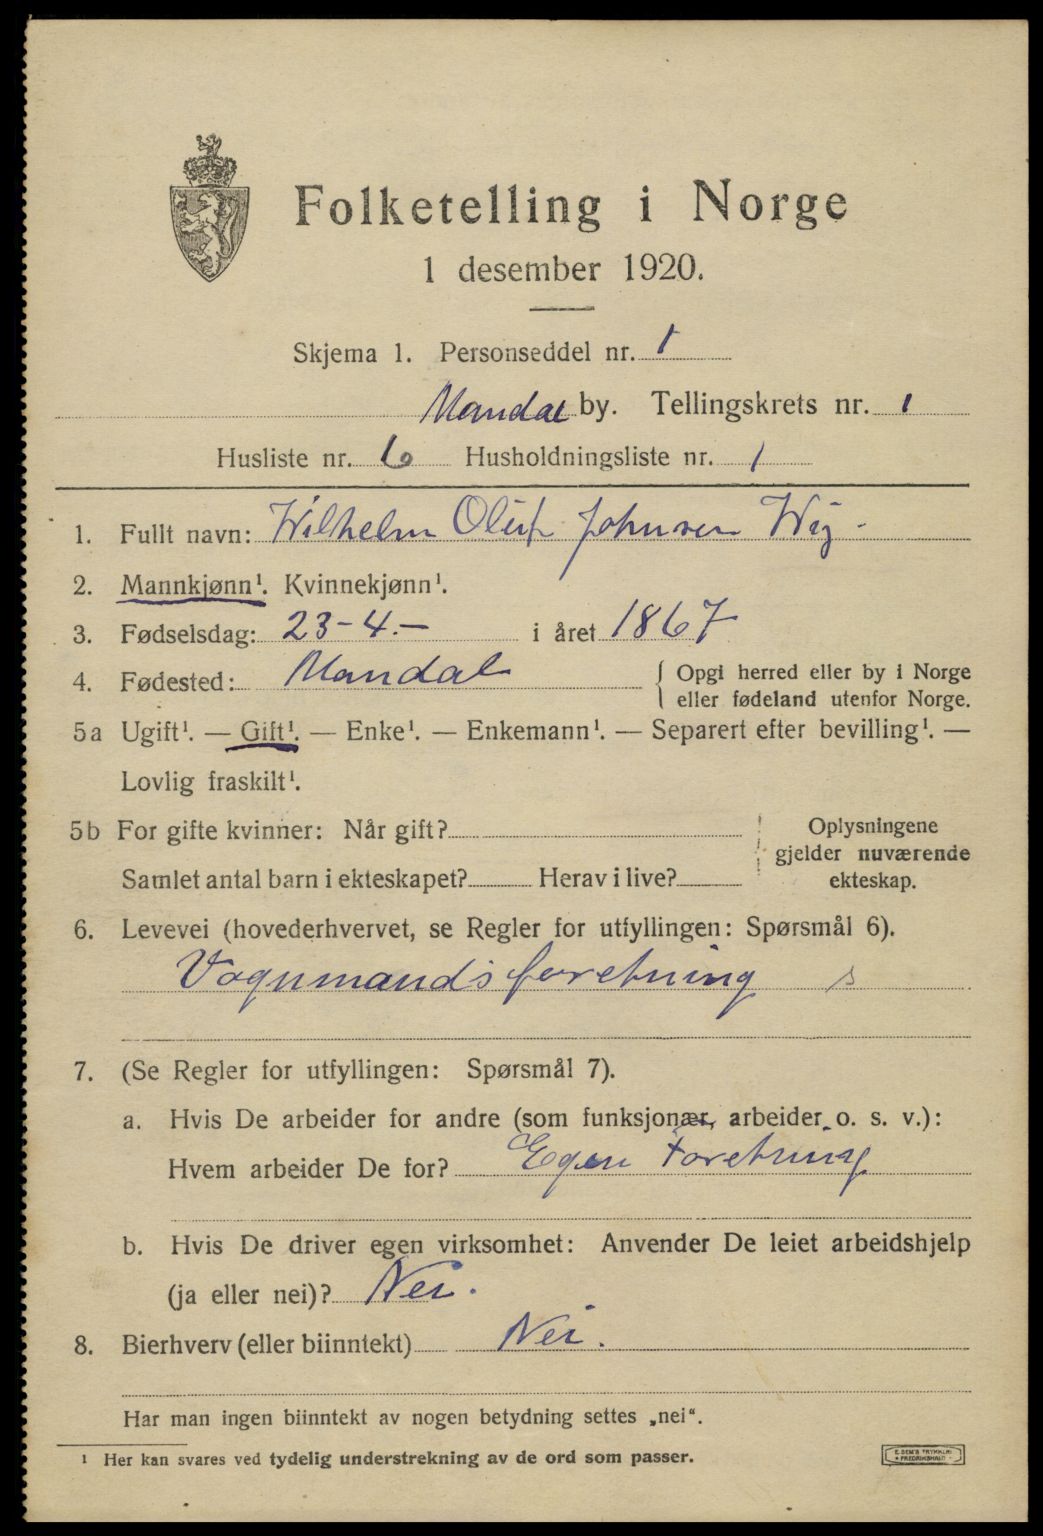 Folketelling i Norge
1 desember 1920.
Skjema 1. Personseddel nr. 1
Mandal by. Tellingskrets nr. 1
Husliste nr. 6 Husholdningsliste nr. 1
1. Fullt navn: Wilhelm Oluf Johnsen Wig.
2. Mannkjønn¹. Kvinnekjønn¹.
3. Fødselsdag: 23-4.- i året 1867
4. Fødested: Mandal { Opgi herred eller by i Norge
eller fødeland utenfor Norge.
5a Ugift¹. — Gift¹. — Enke¹. — Enkemann¹. — Separert efter bevilling¹. —
Lovlig fraskilt¹.
5b For gifte kvinner: Når gift?
Samlet antal barn i ekteskapet? Herav i live?
Oplysningene
gjelder nuværende
ekteskap.
6. Levevei (hovederhvervet, se Regler for utfyllingen: Spørsmål 6).
Vognmandsforetning s
7. (Se Regler for utfyllingen: Spørsmål 7).
a. Hvis De arbeider for andre (som funksjonær, arbeider o. s. v.):
Hvem arbeider De for? Egen Foretning
b. Hvis De driver egen virksomhet: Anvender De leiet arbeidshjelp
(ja eller nei)? Nei.
8. Bierhverv (eller biinntekt) Nei.
Har man ingen biinntekt av nogen betydning settes „nei“.
¹ Her kan svares ved tydelig understrekning av de ord som passer.
E. SEM'S TRYKKERI
FREDRIKSHALD